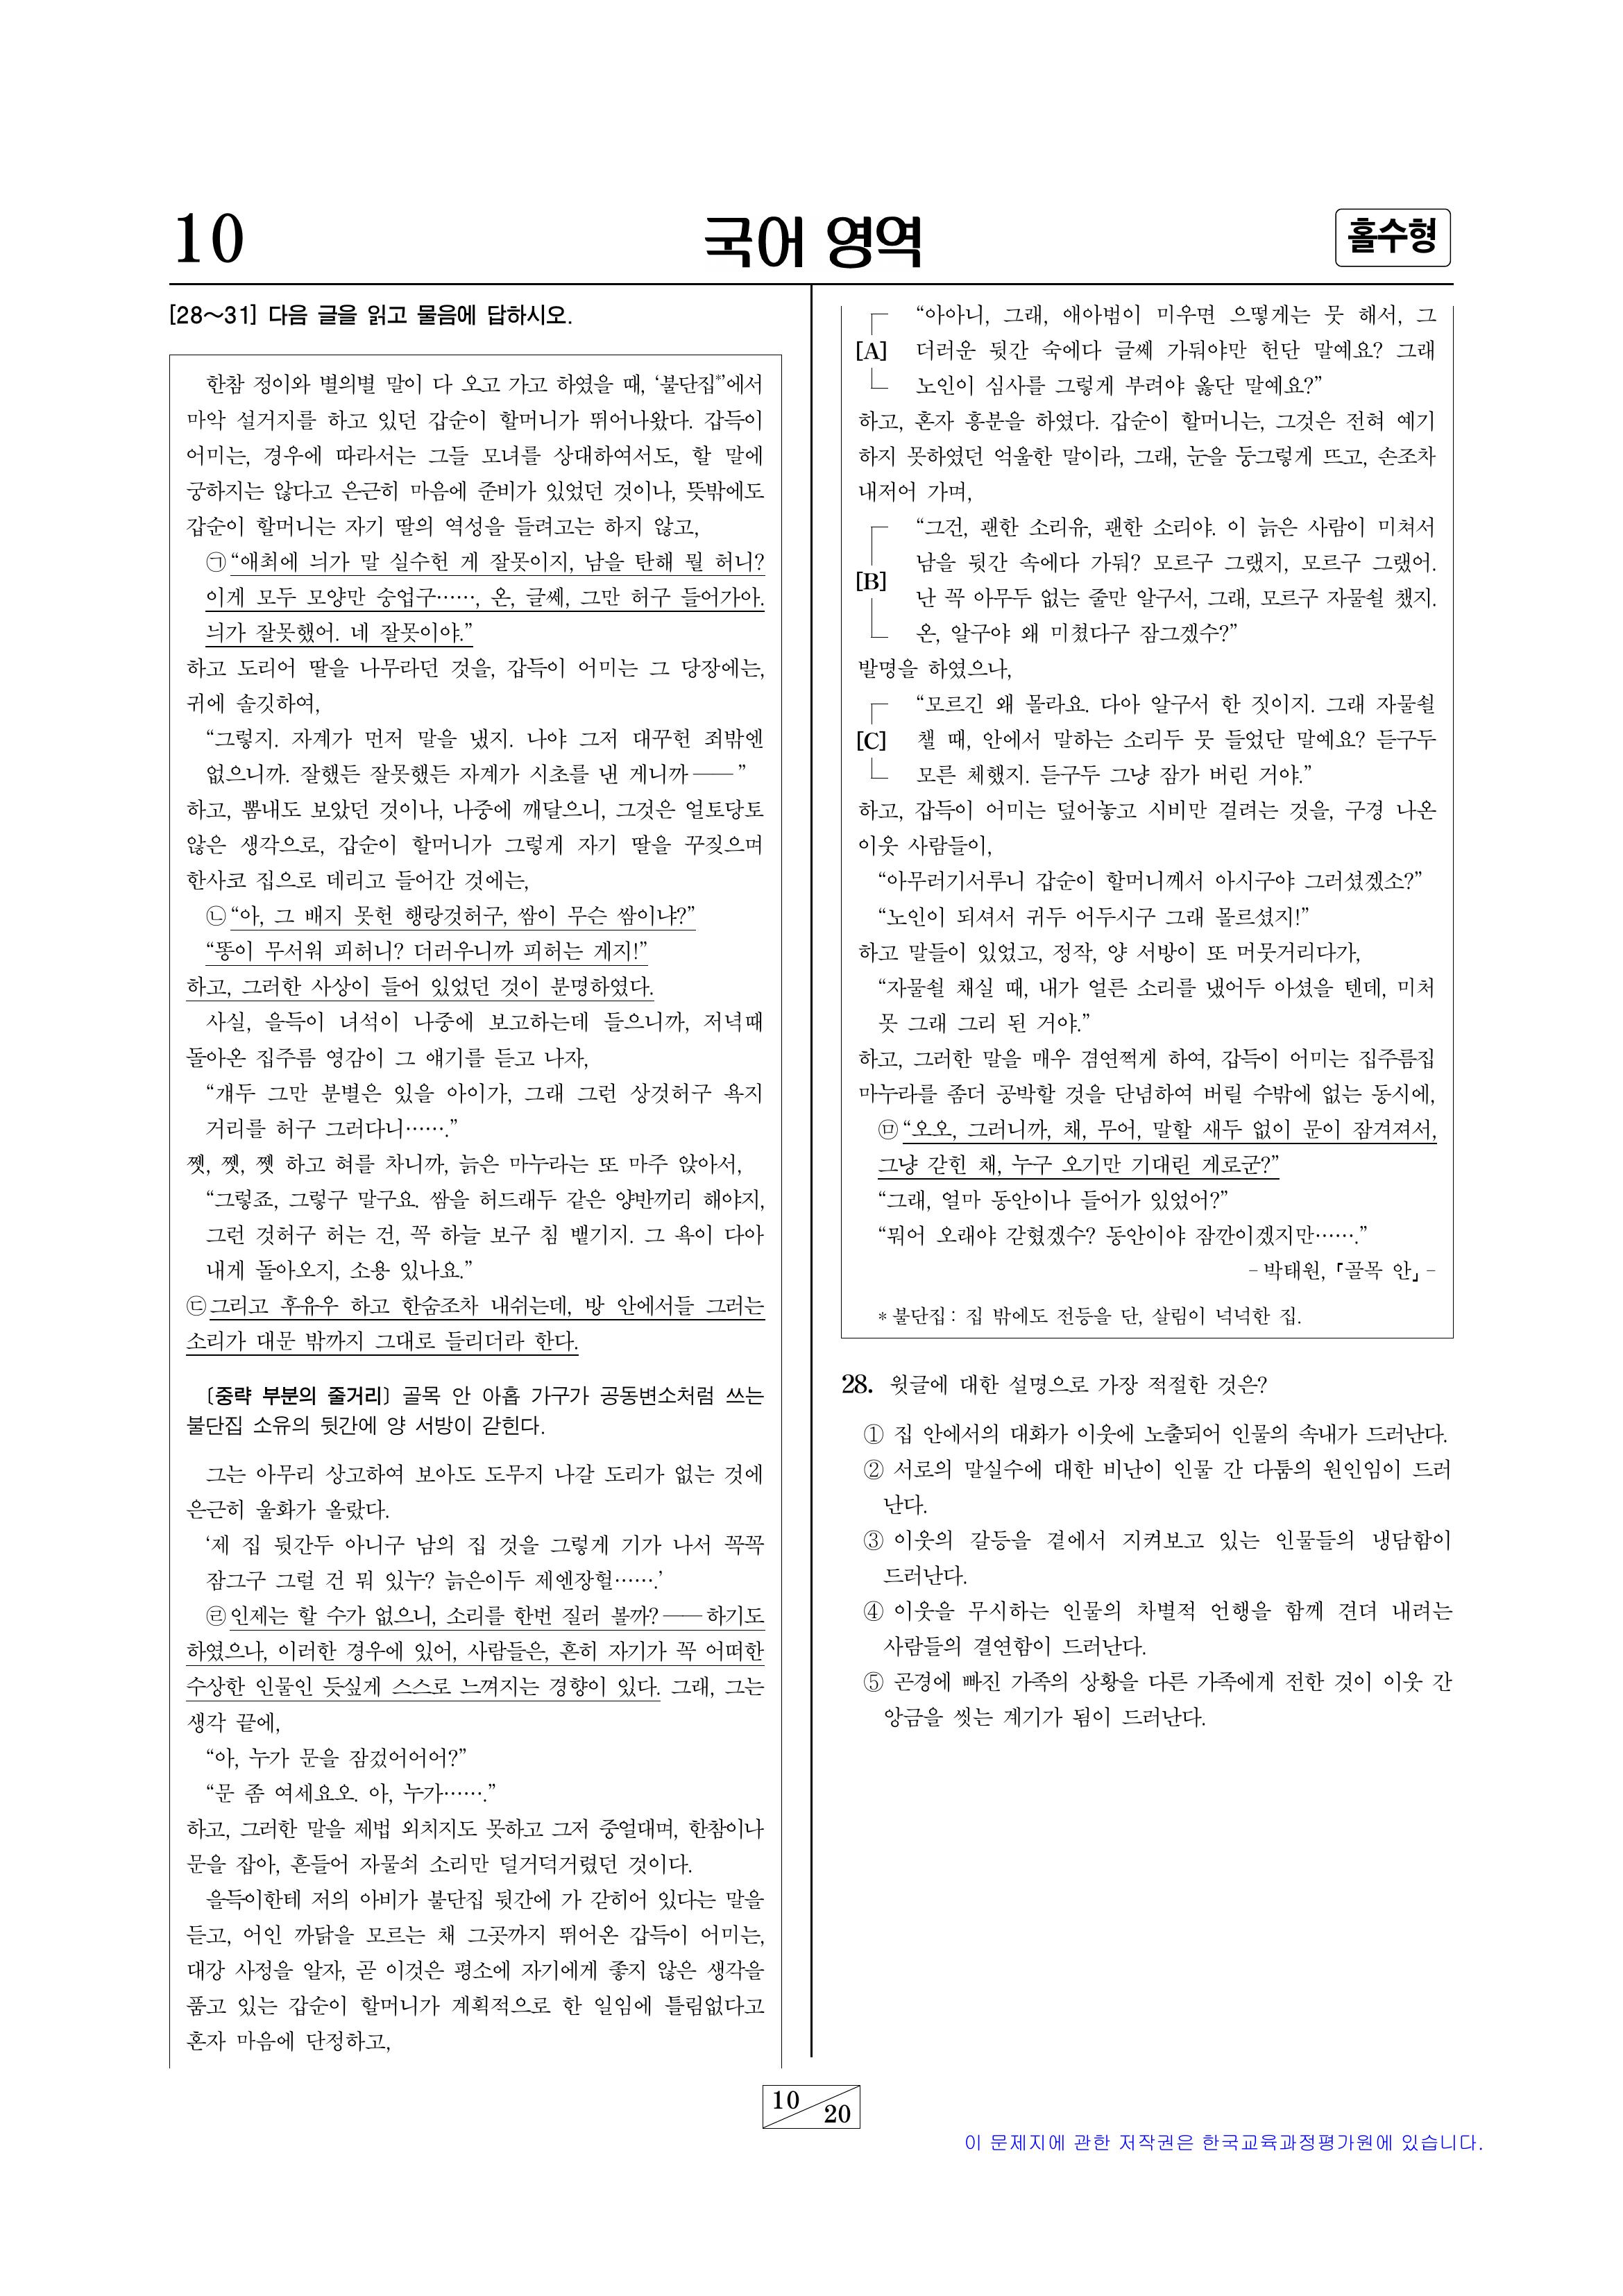 10
국어 영역
홀수형
[28～31] 다음 글을 읽고 물음에 답하시오.
한참 정이와 별의별 말이 다 오고 가고 하였을 때, ‘불단집*’에서
마악 설거지를 하고 있던 갑순이 할머니가 뛰어나왔다. 갑득이
어미는, 경우에 따라서는 그들 모녀를 상대하여서도, 할 말에
궁하지는 않다고 은근히 마음에 준비가 있었던 것이나, 뜻밖에도
갑순이 할머니는 자기 딸의 역성을 들려고는 하지 않고,
㉠“애최에 늬가 말 실수헌 게 잘못이지, 남을 탄해 뭘 허니?
이게 모두 모양만 숭업구……, 온, 글쎄, 그만 허구 들어가아.
늬가 잘못했어. 네 잘못이야.”
하고 도리어 딸을 나무라던 것을, 갑득이 어미는 그 당장에는,
귀에 솔깃하여,
“그렇지. 자계가 먼저 말을 냈지. 나야 그저 대꾸헌 죄밖엔
없으니까. 잘했든 잘못했든 자계가 시초를 낸 게니까──”
하고, 뽐내도 보았던 것이나, 나중에 깨달으니, 그것은 얼토당토
않은 생각으로, 갑순이 할머니가 그렇게 자기 딸을 꾸짖으며
한사코 집으로 데리고 들어간 것에는,
㉡“아, 그 배지 못헌 행랑것허구, 쌈이 무슨 쌈이냐?”
“똥이 무서워 피허니? 더러우니까 피허는 게지!”
하고, 그러한 사상이 들어 있었던 것이 분명하였다.
사실, 을득이 녀석이 나중에 보고하는데 들으니까, 저녁때
돌아온 집주름 영감이 그 얘기를 듣고 나자,
“걔두 그만 분별은 있을 아이가, 그래 그런 상것허구 욕지
거리를 허구 그러다니…….”
쩻, 쩻, 쩻 하고 혀를 차니까, 늙은 마누라는 또 마주 앉아서,
“그렇죠, 그렇구 말구요. 쌈을 허드래두 같은 양반끼리 해야지,
그런 것허구 허는 건, 꼭 하늘 보구 침 뱉기지. 그 욕이 다아
내게 돌아오지, 소용 있나요.”
㉢그리고 후유우 하고 한숨조차 내쉬는데, 방 안에서들 그러는
소리가 대문 밖까지 그대로 들리더라 한다.
〔중략 부분의 줄거리〕 골목 안 아홉 가구가 공동변소처럼 쓰는
불단집 소유의 뒷간에 양 서방이 갇힌다.
그는 아무리 상고하여 보아도 도무지 나갈 도리가 없는 것에
은근히 울화가 올랐다.
‘제 집 뒷간두 아니구 남의 집 것을 그렇게 기가 나서 꼭꼭
잠그구 그럴 건 뭐 있누? 늙은이두 제엔장헐…….’
㉣인제는 할 수가 없으니, 소리를 한번 질러 볼까?──하기도
하였으나, 이러한 경우에 있어, 사람들은, 흔히 자기가 꼭 어떠한
수상한 인물인 듯싶게 스스로 느껴지는 경향이 있다. 그래, 그는
생각 끝에,
“아, 누가 문을 잠겄어어어?”
“문 좀 여세요오. 아, 누가…….”
하고, 그러한 말을 제법 외치지도 못하고 그저 중얼대며, 한참이나
문을 잡아, 흔들어 자물쇠 소리만 덜거덕거렸던 것이다.
을득이한테 저의 아비가 불단집 뒷간에 가 갇히어 있다는 말을
듣고, 어인 까닭을 모르는 채 그곳까지 뛰어온 갑득이 어미는,
대강 사정을 알자, 곧 이것은 평소에 자기에게 좋지 않은 생각을
품고 있는 갑순이 할머니가 계획적으로 한 일임에 틀림없다고
혼자 마음에 단정하고,
“아아니, 그래, 애아범이 미우면 으떻게는 뭇 해서, 그
[A] 더러운 뒷간 숙에다 글쎄 가둬야만 헌단 말예요? 그래
노인이 심사를 그렇게 부려야 옳단 말예요?”
하고, 혼자 흥분을 하였다. 갑순이 할머니는, 그것은 전혀 예기
하지 못하였던 억울한 말이라, 그래, 눈을 둥그렇게 뜨고, 손조차
내저어 가며,
“그건, 괜한 소리유, 괜한 소리야. 이 늙은 사람이 미쳐서
남을 뒷간 속에다 가둬? 모르구 그랬지, 모르구 그랬어.
[B] 난 꼭 아무두 없는 줄만 알구서, 그래, 모르구 자물쇨 챘지.
온, 알구야 왜 미쳤다구 잠그겠수?”
발명을 하였으나,
“모르긴 왜 몰라요. 다아 알구서 한 짓이지. 그래 자물쇨
[C] 챌 때, 안에서 말하는 소리두 뭇 들었단 말예요? 듣구두
모른 체했지. 듣구두 그냥 잠가 버린 거야.”
하고, 갑득이 어미는 덮어놓고 시비만 걸려는 것을, 구경 나온
이웃 사람들이,
“아무러기서루니 갑순이 할머니께서 아시구야 그러셨겠소?”
“노인이 되셔서 귀두 어두시구 그래 몰르셨지!”
하고 말들이 있었고, 정작, 양 서방이 또 머뭇거리다가,
“자물쇨 채실 때, 내가 얼른 소리를 냈어두 아셨을 텐데, 미처
못 그래 그리 된 거야.”
하고, 그러한 말을 매우 겸연쩍게 하여, 갑득이 어미는 집주름집
마누라를 좀더 공박할 것을 단념하여 버릴 수밖에 없는 동시에,
㉤“오오, 그러니까, 채, 무어, 말할 새두 없이 문이 잠겨져서,
그냥 갇힌 채, 누구 오기만 기대린 게로군?”
“그래, 얼마 동안이나 들어가 있었어?”
“뭐어 오래야 갇혔겠수? 동안이야 잠깐이겠지만…….”
- 박태원, 「골목 안」 -
* 불단집 : 집 밖에도 전등을 단, 살림이 넉넉한 집.
28. 윗글에 대한 설명으로 가장 적절한 것은?
① 집 안에서의 대화가 이웃에 노출되어 인물의 속내가 드러난다.
② 서로의 말실수에 대한 비난이 인물 간 다툼의 원인임이 드러
난다.
③ 이웃의 갈등을 곁에서 지켜보고 있는 인물들의 냉담함이
드러난다.
④ 이웃을 무시하는 인물의 차별적 언행을 함께 견뎌 내려는
사람들의 결연함이 드러난다.
⑤ 곤경에 빠진 가족의 상황을 다른 가족에게 전한 것이 이웃 간
앙금을 씻는 계기가 됨이 드러난다.
10
20
이 문제지에 관한 저작권은 한국교육과정평가원에 있습니다.